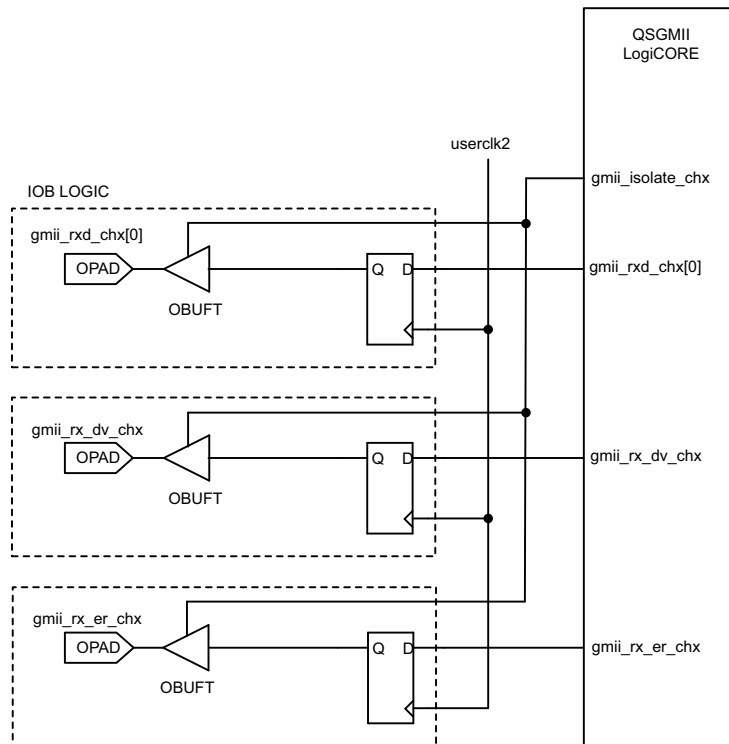 QSGMII
LogiCORE
userclk2
gmii_isolate_chx
IOB LOGIC
gmii_rxd_chx[0]
OPAD
OBUFT
Q D
gmii_rxd_chx[0]
gmii_rx_dv_chx
OPAD
OBUFT
Q D
gmii_rx_dv_chx
gmii_rx_er_chx
OPAD
OBUFT
Q D
gmii_rx_er_chx